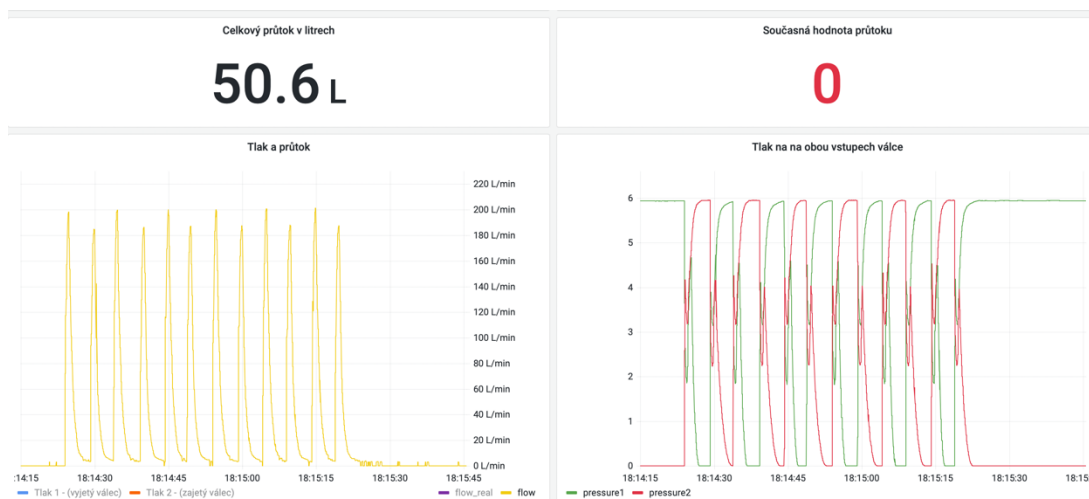 Celkový průtok v litrech
50.6 L
Současná hodnota průtoku
0
Tlak a průtok
220 L/min
200 L/min
180 L/min
160 L/min
140 L/min
120 L/min
100 L/min
80 L/min
60 L/min
40 L/min
20 L/min
0 L/min
:14:15 18:14:30 18:14:45 18:15:00 18:15:15 18:15:30 18:15:45
Tlak 1 - (vyjetý válec) Tlak 2 - (zajetý válec) flow_real flow
Tlak na na obou vstupech válce
6
5
4
3
2
1
0
18:14:15 18:14:30 18:14:45 18:15:00 18:15:15 18:15:30 18:15
pressure1 pressure2